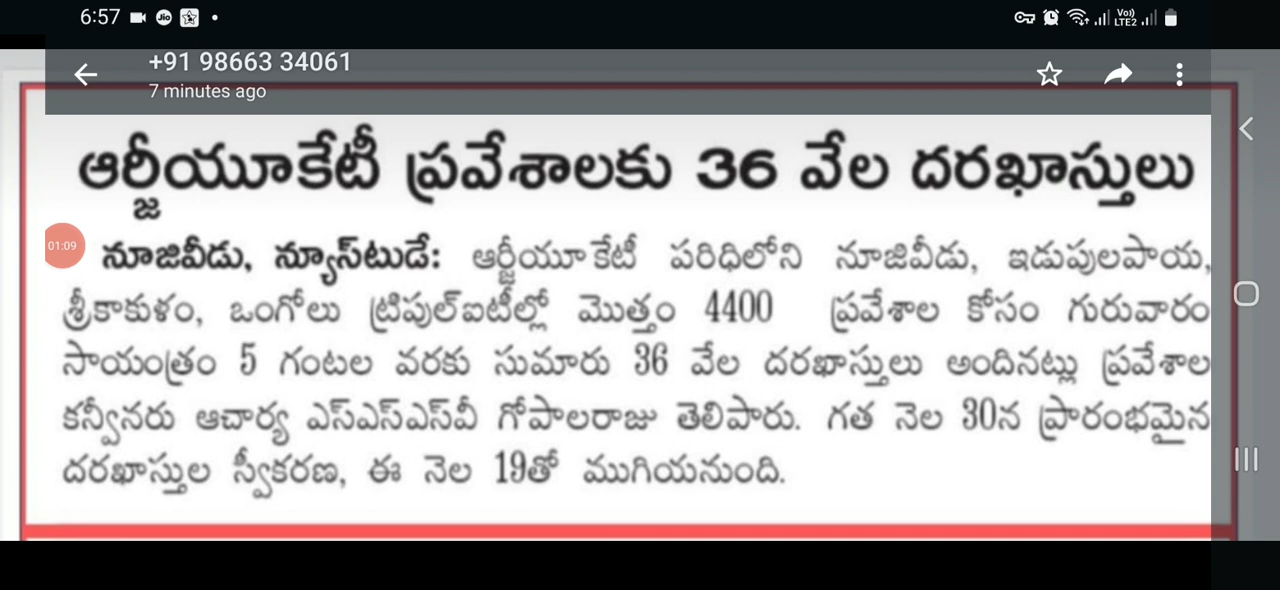 6:57
Vo)) LTE2
+91 98663 34061
7 minutes ago
ఆర్జీయూకేటీ ప్రవేశాలకు 36 వేల దరఖాస్తులు
01:09
నూజివీడు, న్యూస్‌టుడే: ఆర్జీయూకేటీ పరిధిలోని నూజివీడు, ఇడుపులపాయ,
శ్రీకాకుళం, ఒంగోలు ట్రిపుల్‌ఐటీల్లో మొత్తం 4400 ప్రవేశాల కోసం గురువారం
సాయంత్రం 5 గంటల వరకు సుమారు 36 వేల దరఖాస్తులు అందినట్లు ప్రవేశాల
కన్వీనరు ఆచార్య ఎస్‌ఎస్‌ఎస్‌వీ గోపాలరాజు తెలిపారు. గత నెల 30న ప్రారంభమైన
దరఖాస్తుల స్వీకరణ, ఈ నెల 19తో ముగియనుంది.